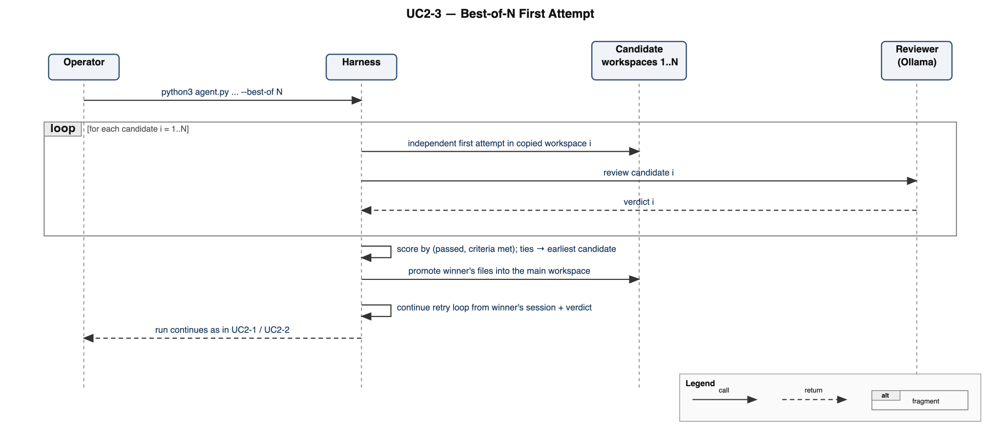 UC2-3 — Best-of-N First Attempt
Operator
Harness
Candidate
workspaces 1..N
Reviewer
(Ollama)
python3 agent.py ... --best-of N
loop
[for each candidate i = 1..N]
independent first attempt in copied workspace i
review candidate i
verdict i
score by (passed, criteria met); ties → earliest candidate
promote winner's files into the main workspace
continue retry loop from winner's session + verdict
run continues as in UC2-1 / UC2-2
Legend
call
return
alt
fragment